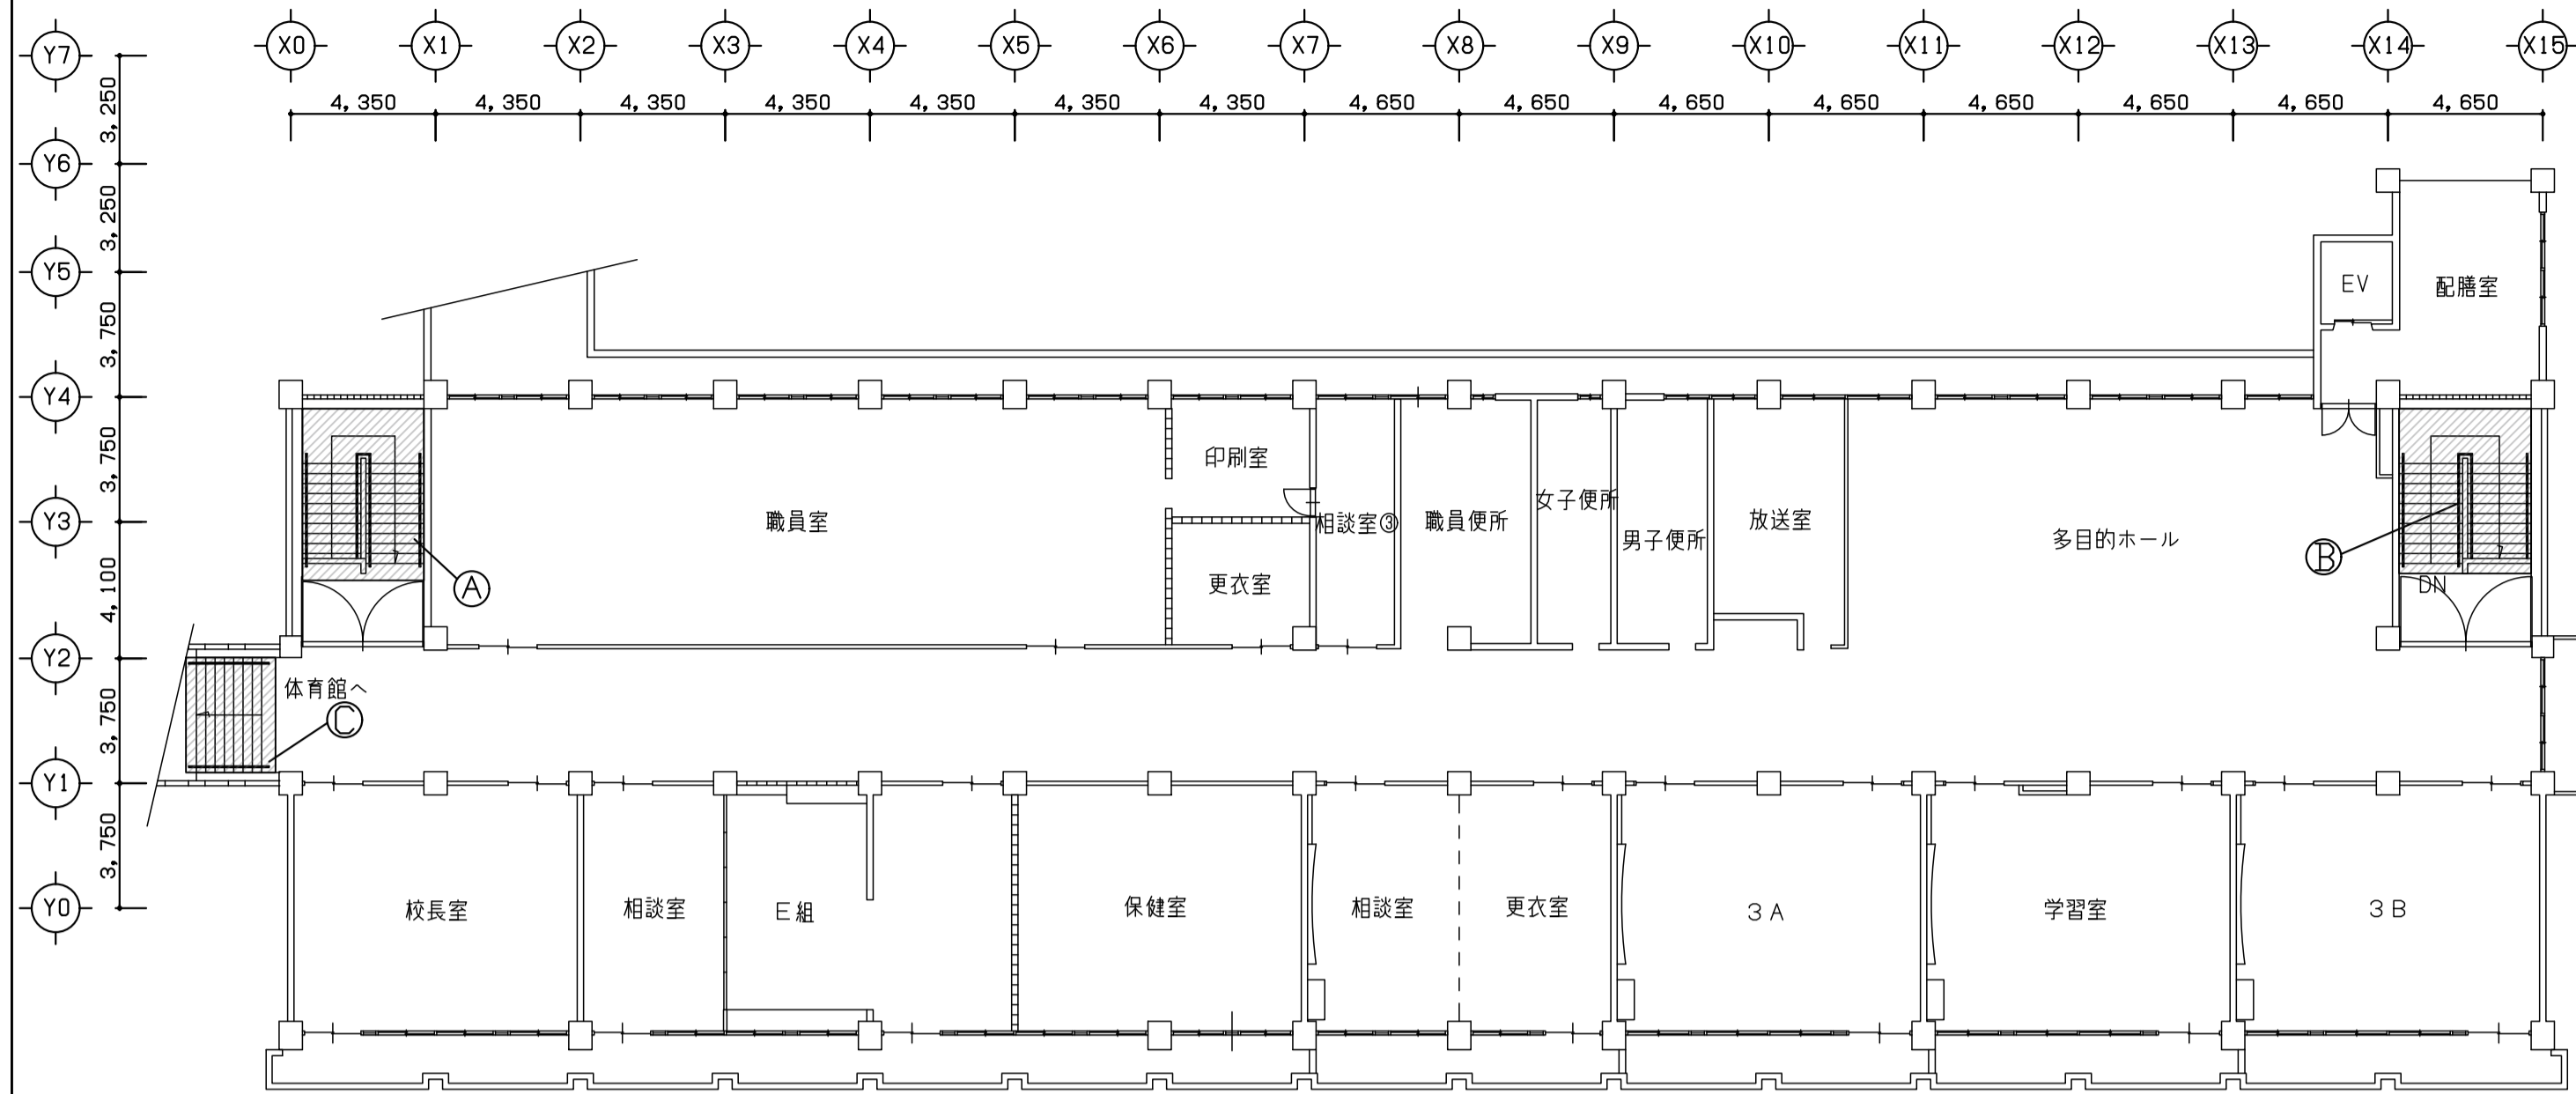 X0 X1 X2 X3 X4 X5 X6 X7 X8 X9 X10 X11 X12 X13 X14 X15
4,350 4,350 4,350 4,350 4,350 4,350 4,350 4,650 4,650 4,650 4,650 4,650 4,650 4,650 4,650
Y7
3,250
Y6
3,250
Y5
3,750
Y4
3,750
Y3
4,100
Y2
3,750
Y1
3,750
Y0
EV
配膳室
印刷室
職員室
相談室③
職員便所
女子便所
男子便所
放送室
多目的ホール
更衣室
A
B
DN
体育館へ
C
校長室
相談室
E組
保健室
相談室
更衣室
3A
学習室
3B